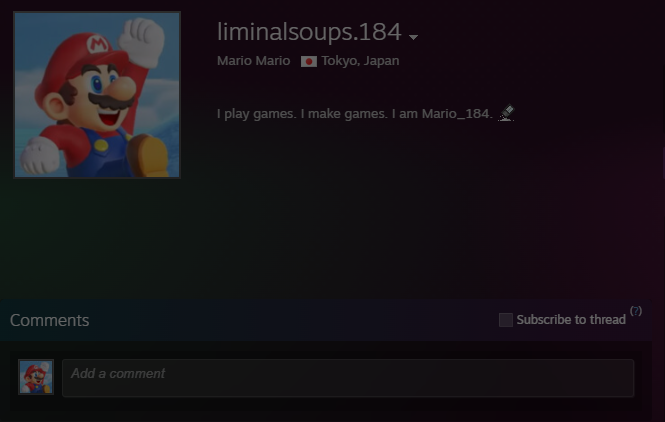 liminalsoups.184
Mario Mario Tokyo, Japan
I play games. I make games. I am Mario_184.
Comments
Subscribe to thread (?)
Add a comment